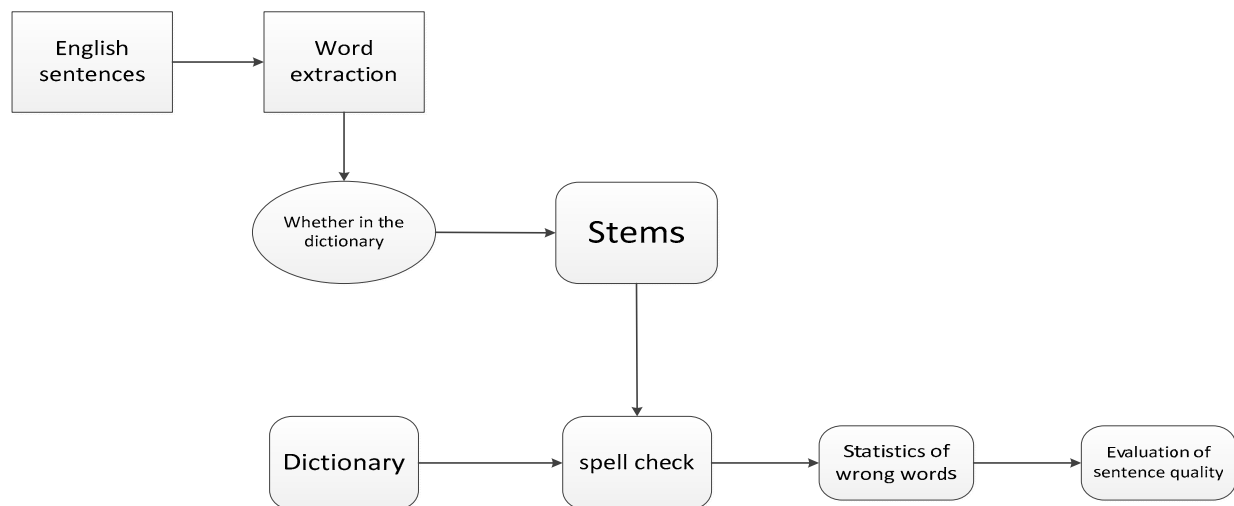 English
sentences
Word
extraction
Whether in the
dictionary
Stems
Dictionary
spell check
Statistics of
wrong words
Evaluation of
sentence quality